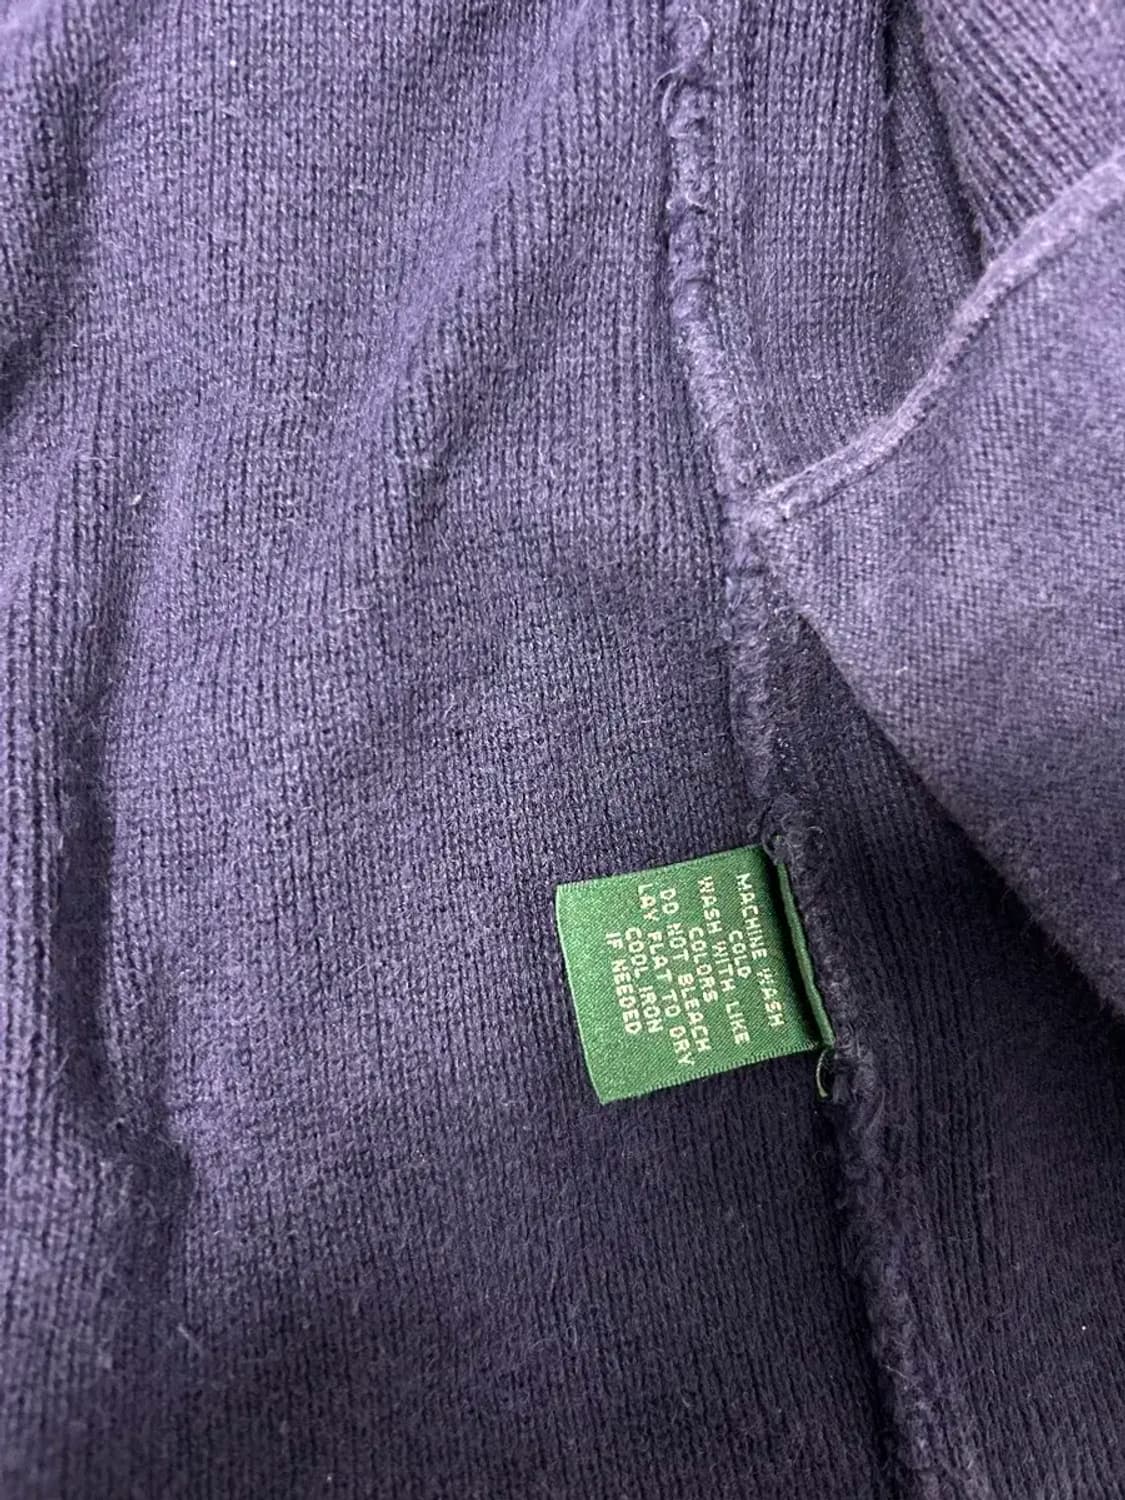 MACHINE WASH
COLD
WASH WITH LIKE
COLORS
DO NOT BLEACH
LAY FLAT TO DRY
COOL IRON
IF NEEDED